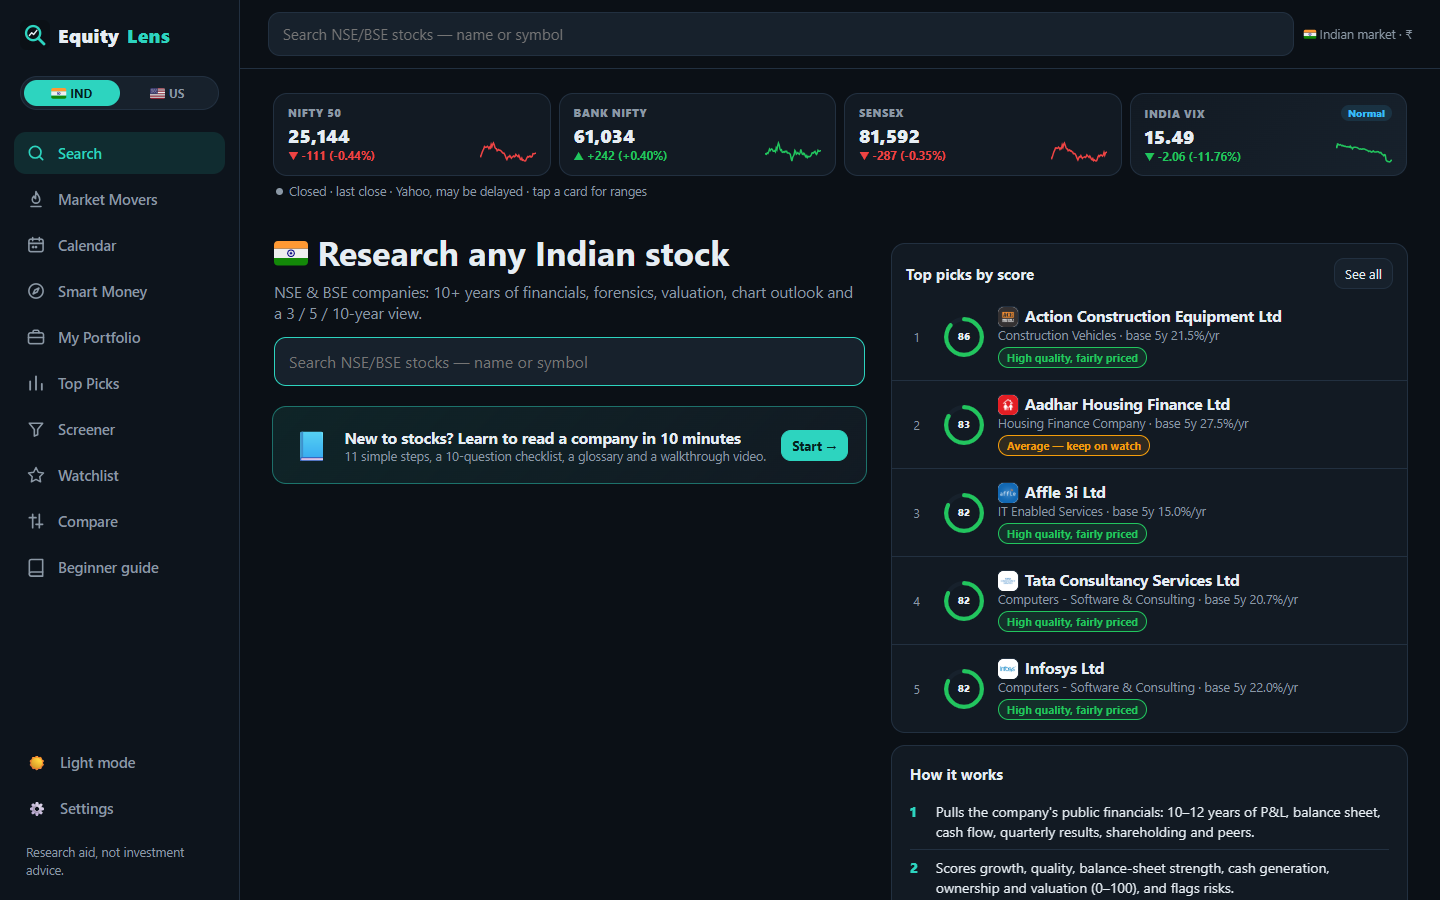 Equity Lens
IND
US
Search
Market Movers
Calendar
Smart Money
My Portfolio
Top Picks
Screener
Watchlist
Compare
Beginner guide
Light mode
Settings
Research aid, not investment
advice.
Search NSE/BSE stocks — name or symbol
Indian market · ₹
NIFTY 50
25,144
▼ -111 (-0.44%)
BANK NIFTY
61,034
▲ +242 (+0.40%)
SENSEX
81,592
▼ -287 (-0.35%)
INDIA VIX
Normal
15.49
▼ -2.06 (-11.76%)
Closed · last close · Yahoo, may be delayed · tap a card for ranges
Research any Indian stock
NSE & BSE companies: 10+ years of financials, forensics, valuation, chart outlook and
a 3 / 5 / 10-year view.
Search NSE/BSE stocks — name or symbol
New to stocks? Learn to read a company in 10 minutes
11 simple steps, a 10-question checklist, a glossary and a walkthrough video.
Start →
Top picks by score
See all
1
86
Action Construction Equipment Ltd
Construction Vehicles · base 5y 21.5%/yr
High quality, fairly priced
2
83
Aadhar Housing Finance Ltd
Housing Finance Company · base 5y 27.5%/yr
Average — keep on watch
3
82
Affle 3i Ltd
IT Enabled Services · base 5y 15.0%/yr
High quality, fairly priced
4
82
Tata Consultancy Services Ltd
Computers - Software & Consulting · base 5y 20.7%/yr
High quality, fairly priced
5
82
Infosys Ltd
Computers - Software & Consulting · base 5y 22.0%/yr
High quality, fairly priced
How it works
1
Pulls the company's public financials: 10–12 years of P&L, balance sheet,
cash flow, quarterly results, shareholding and peers.
2
Scores growth, quality, balance-sheet strength, cash generation,
ownership and valuation (0–100), and flags risks.